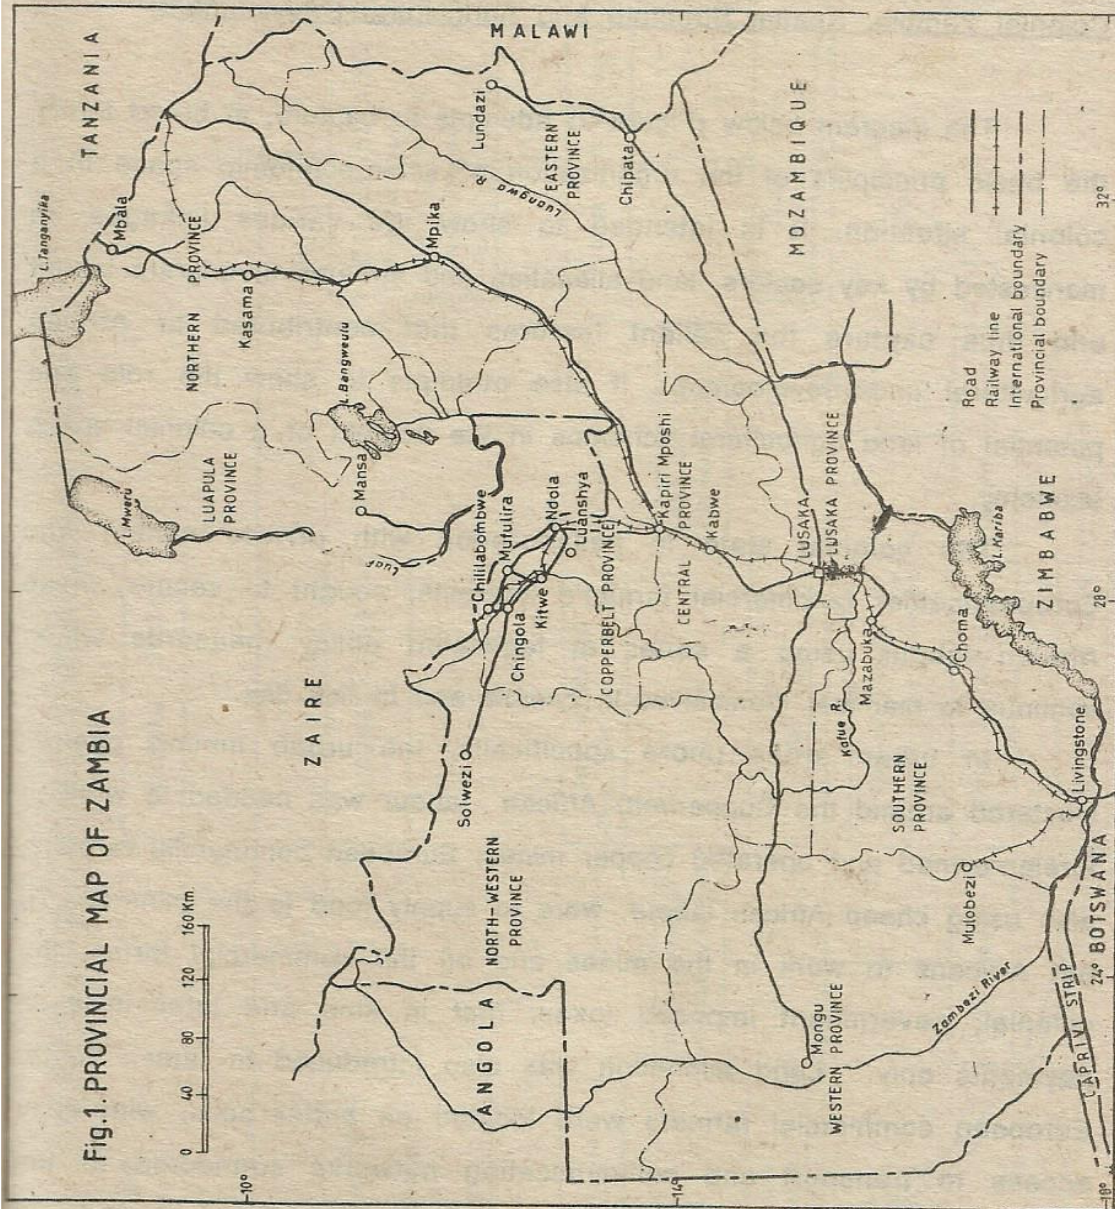 Fig.1. PROVINCIAL MAP OF ZAMBIA
0 40 80 120 160 Km
TANZANIA
MALAWI
MOZAMBIQUE
ZIMBABWE
BOTSWANA
CAPRIVI STRIP
ANGOLA
ZAIRE
L.Tanganyika
L.Mweru
L.Bangweulu
L.Kariba
Luangwa R.
Kafue R.
Zambezi River
NORTHERN
PROVINCE
LUAPULA
PROVINCE
EASTERN
PROVINCE
COPPERBELT PROVINCE
CENTRAL
PROVINCE
LUSAKA PROVINCE
SOUTHERN
PROVINCE
WESTERN
PROVINCE
NORTH-WESTERN
PROVINCE
Mbala
Kasama
Mpika
Mansa
Lundazi
Chipata
Chililabombwe
Mufulira
Chingola
Kitwe
Ndola
Luanshya
Solwezi
Kapiri Mposhi
Kabwe
LUSAKA
Mazabuka
Choma
Livingstone
Mulobezi
Mongu
Road
Railway line
International boundary
Provincial boundary
10°
14°
18°
24°
28°
32°